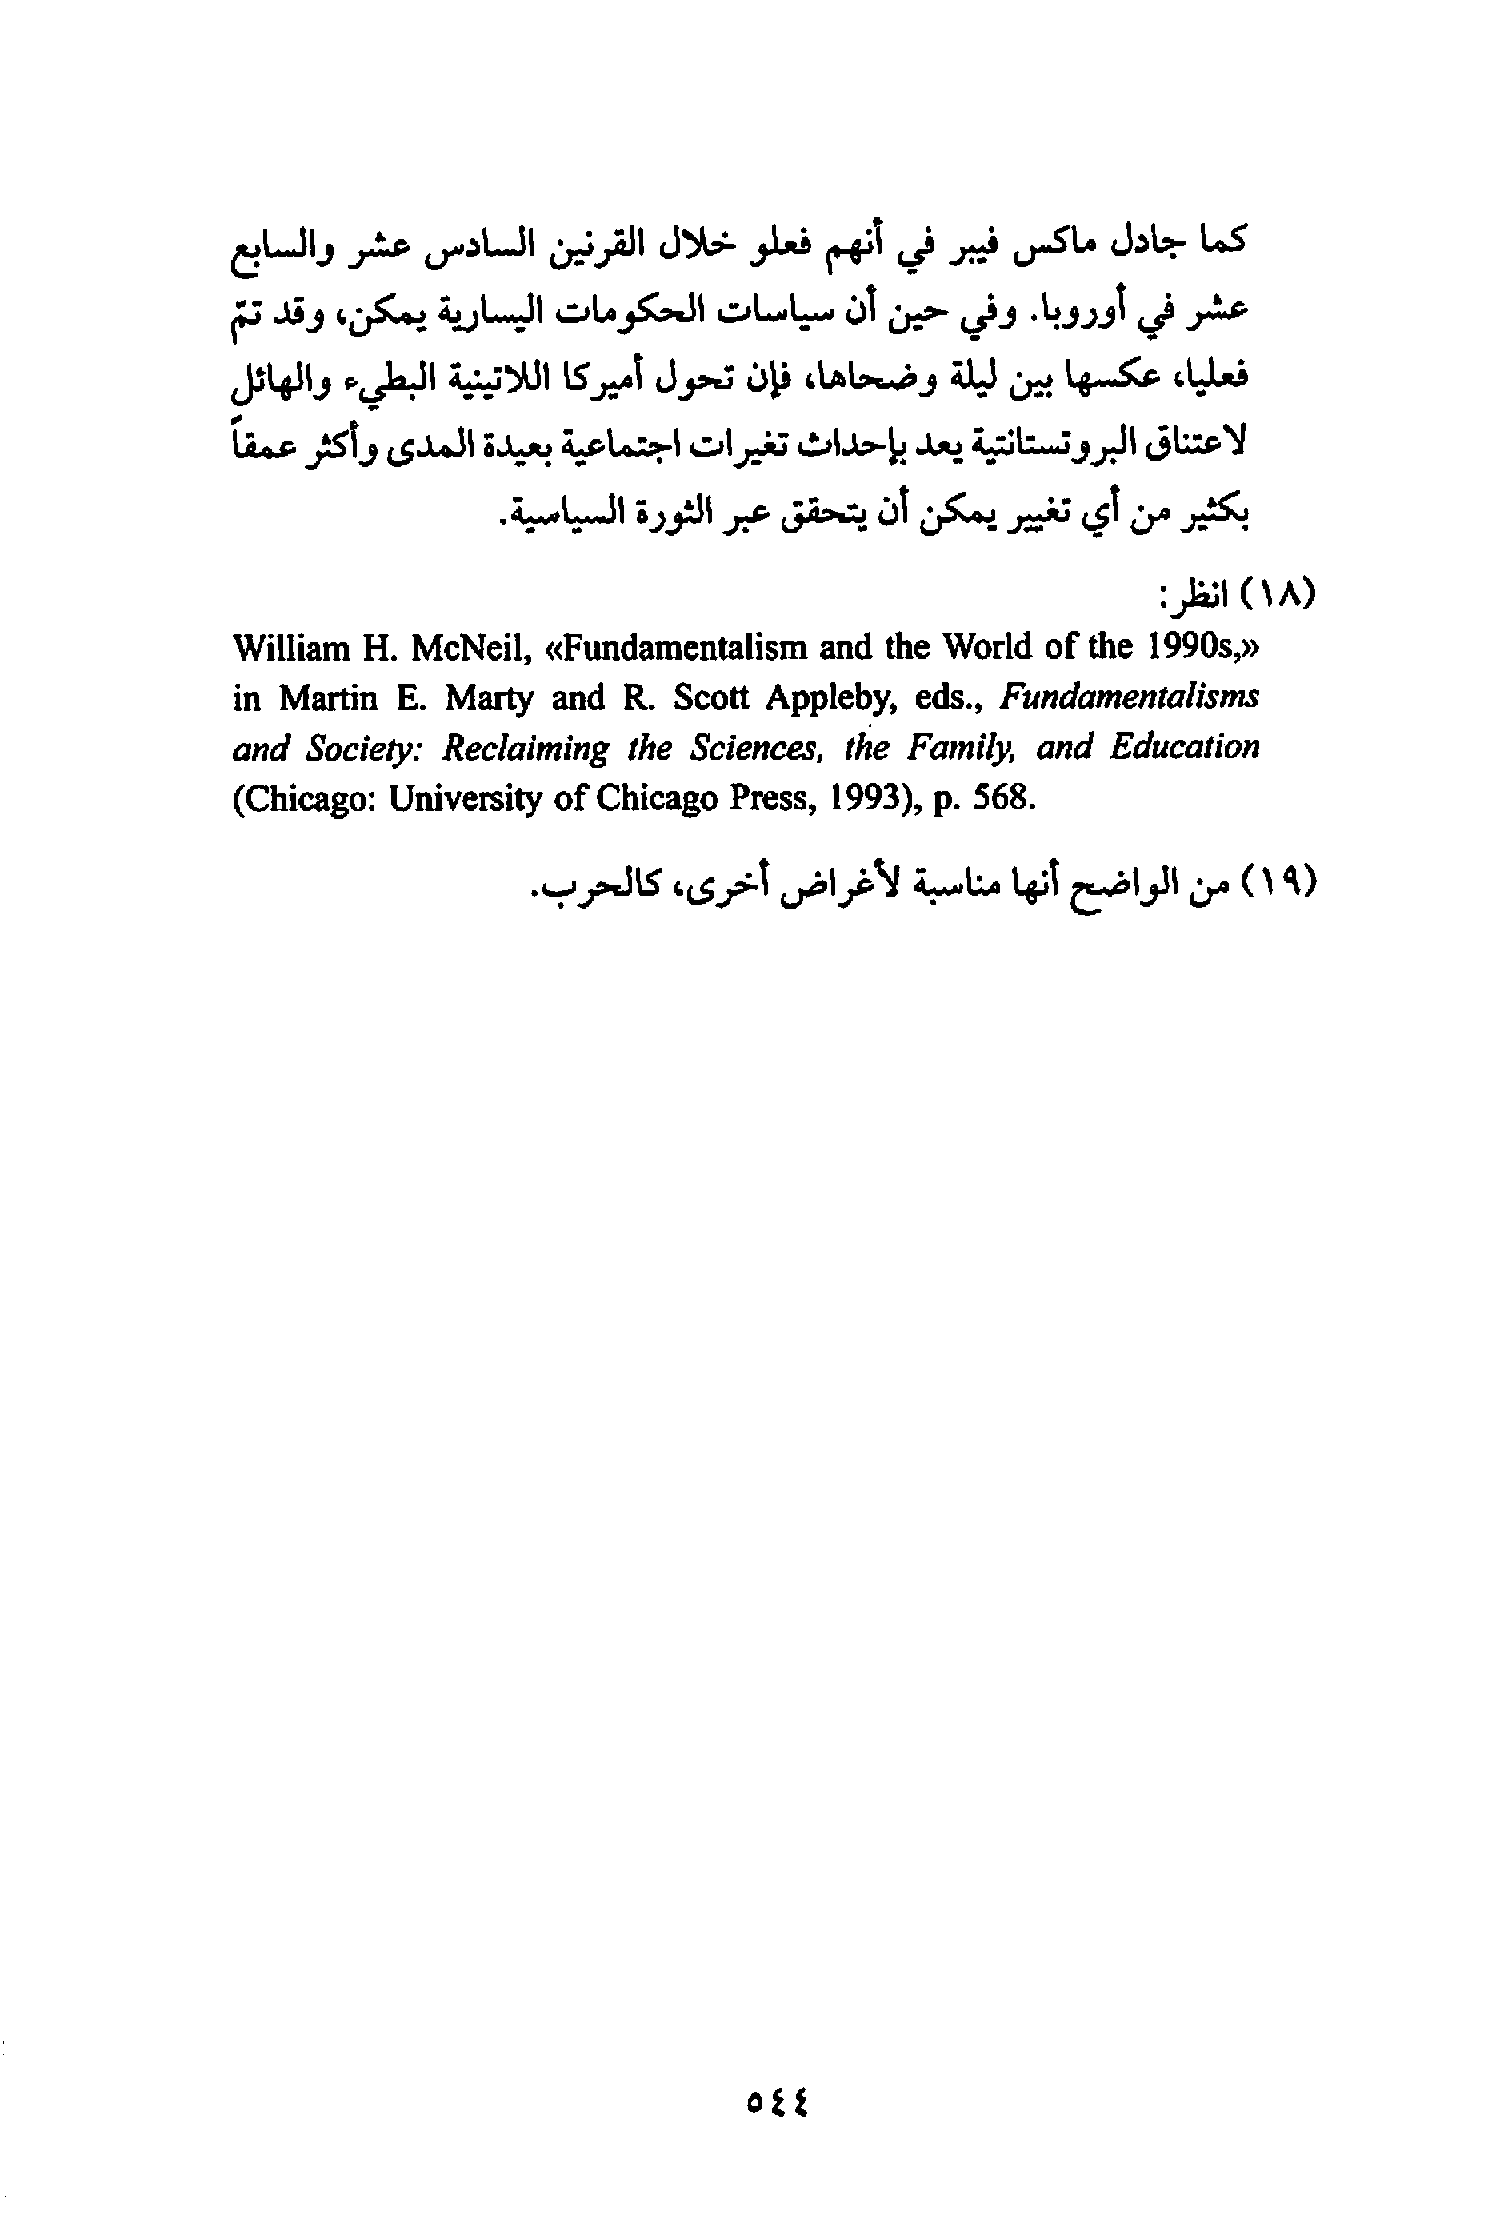 كما جادل ماكس فيبر في أنهم فعلو خلال القرنين السادس عشر والسابع
عشر في أوروبا. وفي حين أن سياسات الحكومات اليسارية يمكن، وقد تمّ
فعليا، عكسها بين ليلة وضحاها، فإن تحول أميركا اللاتينية البطيء والهائل
لاعتناق البروتستانتية يعد بإحداث تغيرات اجتماعية بعيدة المدى وأكثر عمقاً
بكثير من أي تغيير يمكن أن يتحقق عبر الثورة السياسية.
(١٨) انظر:
William H. McNeil, «Fundamentalism and the World of the 1990s,»
in Martin E. Marty and R. Scott Appleby, eds., Fundamentalisms
and Society: Reclaiming the Sciences, the Family, and Education
(Chicago: University of Chicago Press, 1993), p. 568.
(١٩) من الواضح أنها مناسبة لأغراض أخرى، كالحرب.
٥٤٤